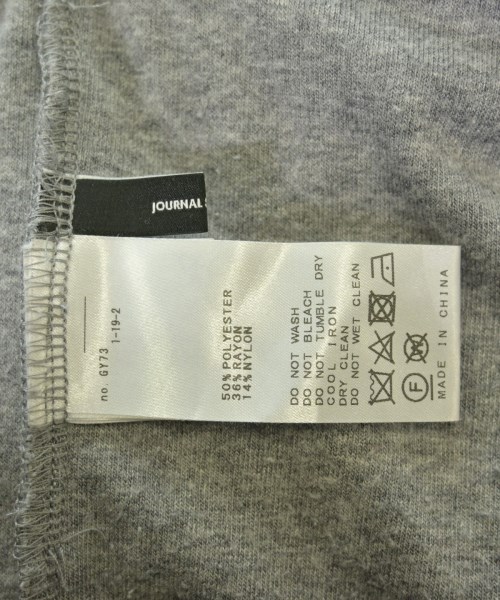 JOURNAL
no. GY73
1-19-2
50% POLYESTER
36% RAYON
14% NYLON
DO NOT WASH
DO NOT BLEACH
DO NOT TUMBLE DRY
COOL IRON
DRY CLEAN
DO NOT WET CLEAN
F
W
MADE IN CHINA